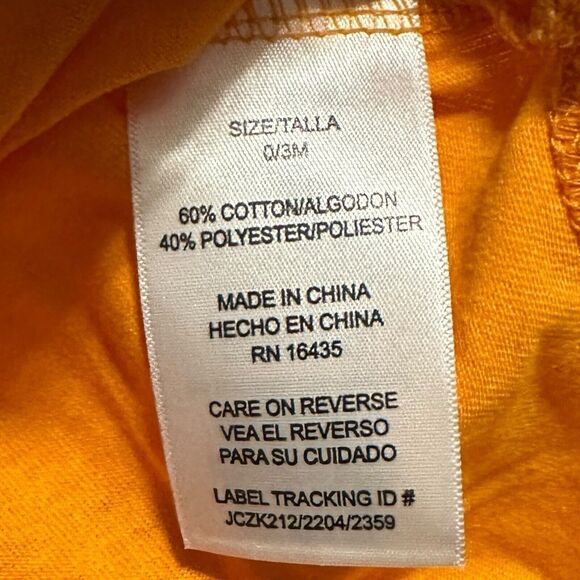 SIZE/TALLA
0/3M
60% COTTON/ALGODON
40% POLYESTER/POLIESTER
MADE IN CHINA
HECHO EN CHINA
RN 16435
CARE ON REVERSE
VEA EL REVERSO
PARA SU CUIDADO
LABEL TRACKING ID #
JCZK212/2204/2359